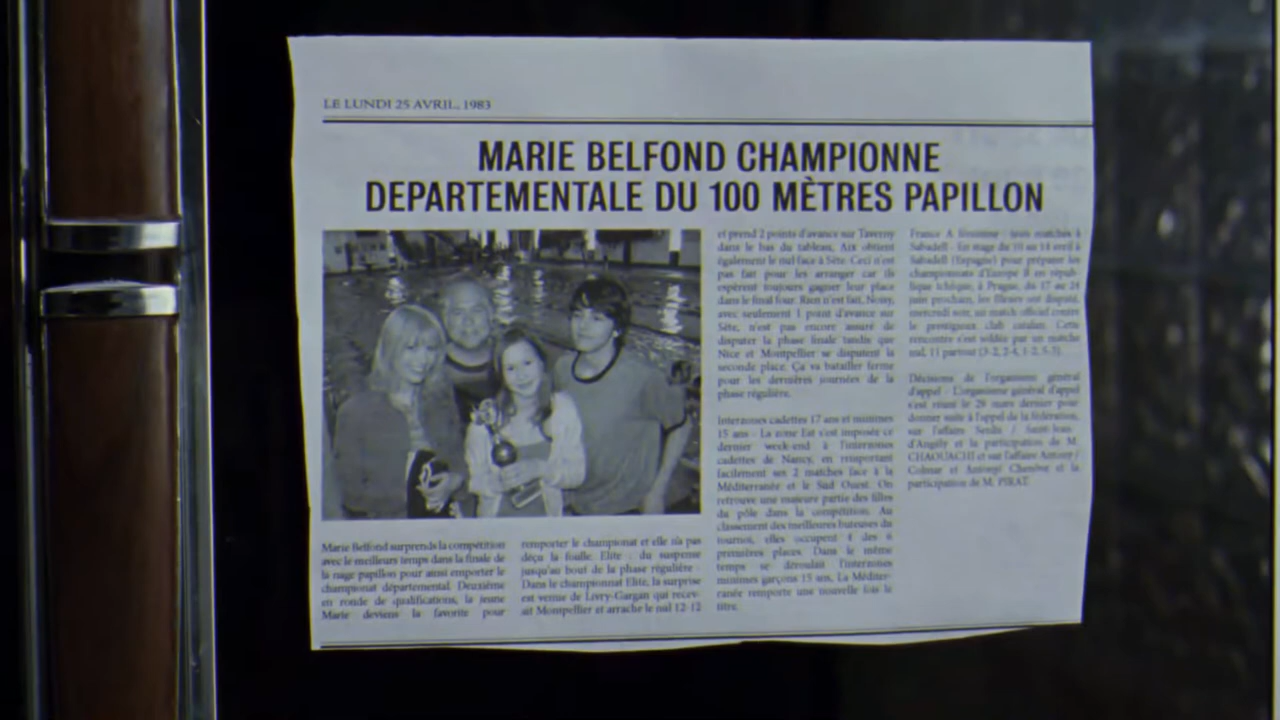 LE LUNDI 25 AVRIL, 1983
MARIE BELFOND CHAMPIONNE
DEPARTEMENTALE DU 100 MÈTRES PAPILLON
Marie Belfond surprends la compétition
avec le meilleurs temps dans la finale de
la nage papillon pour aussi emporter le
championat départemental. Deuxième
en ronde de qualifications, la jeune
Marie deviens la favorite pour
remporter le championat et elle n'a pas
déçu la foulle. Elite : du suspense
jusqu'au bout de la phase régulière -
Dans le championnat Elite, la surprise
est venue de Livry-Gargan qui recev-
ait Montpellier et arrache le nul 12-12
et prend 2 points d'avance sur Taverny
dans le bas du tableau, Aix obtient
également le nul face à Sète. Ceci n'est
pas fait pour les arranger car ils
espèrent toujours gagner leur place
dans le final four. Rien n'est fait, Noisy,
avec seulement 1 point d'avance sur
Sète, n'est pas encore assuré de
disputer la phase finale tandis que
Nice et Montpellier se disputent la
seconde place. Ça va batailler ferme
pour les dernières journées de la
phase régulière.
Interzones cadettes 17 ans et minimes
15 ans - La zone Est s'est imposée ce
dernier week-end à l'interzones
cadettes de Nancy, en remportant
facilement ses 2 matches face à la
Méditerranée et le Sud Ouest. On
retrouve une majeure partie des filles
du pôle dans la compétition. Au
classement des meilleures buteuses du
tournoi, elles occupent 4 des 6
premières places. Dans le même
temps se déroulait l'interzones
minimes garçons 15 ans, La Méditer-
ranée remporte une nouvelle fois le
titre.
France A féminine : tous matches à
Sabadell - En stage du 10 au 14 avril à
Sabadell (Espagne) pour préparer les
championnats d'Europe B en répub-
lique tchèque, à Prague, du 17 au 24
juin prochain, les filleues ont disputé,
mercredi soir, un match officiel contre
le prestigieux club catalan. Cette
rencontre s'est soldée par un matche
nul, 11 partout (3-2, 2-4, 1-2, 5-3).
Décisions de l'organisme général
d'appel - L'organisme général d'appel
s'est réuni le 28 mars dernier pour
donner suite à l'appel de la fédération,
sur l'affaire Senlis / Saint-Jean-
d'Angély et la participation de M.
CHAOUACHI et sur l'affaire Antony /
Colmar et Antony/ Chenôve et la
participation de M. PIRAT.